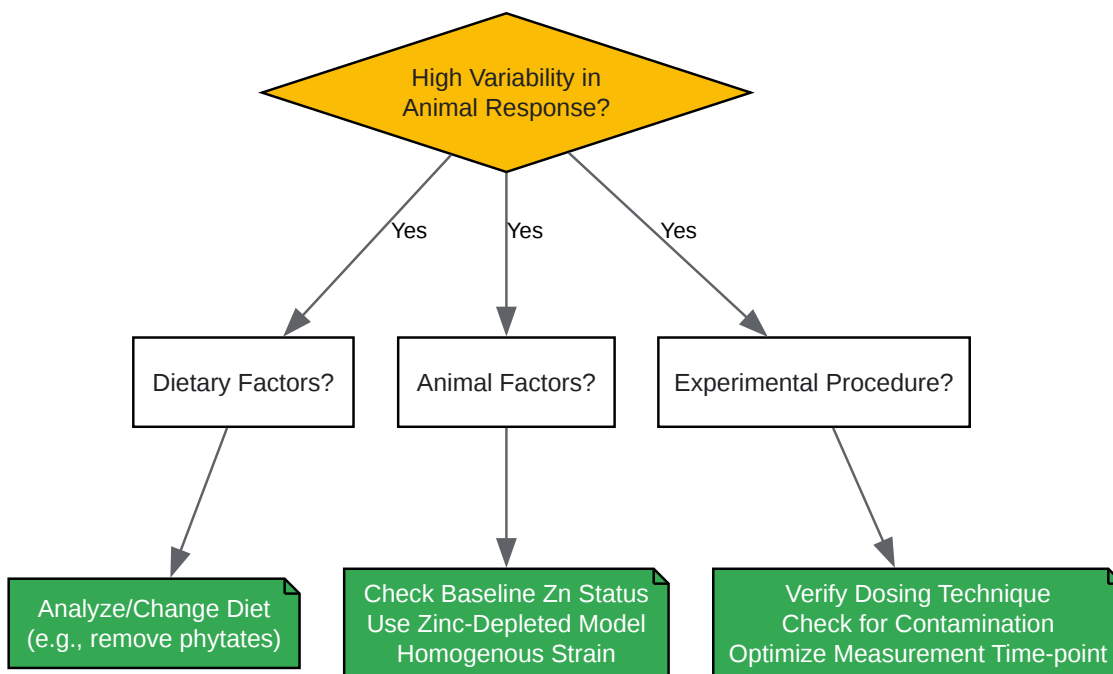 High Variability in
Animal Response?
Yes
Yes
Yes
Dietary Factors?
Animal Factors?
Experimental Procedure?
Analyze/Change Diet
(e.g., remove phytates)
Check Baseline Zn Status
Use Zinc-Depleted Model
Homogenous Strain
Verify Dosing Technique
Check for Contamination
Optimize Measurement Time-point